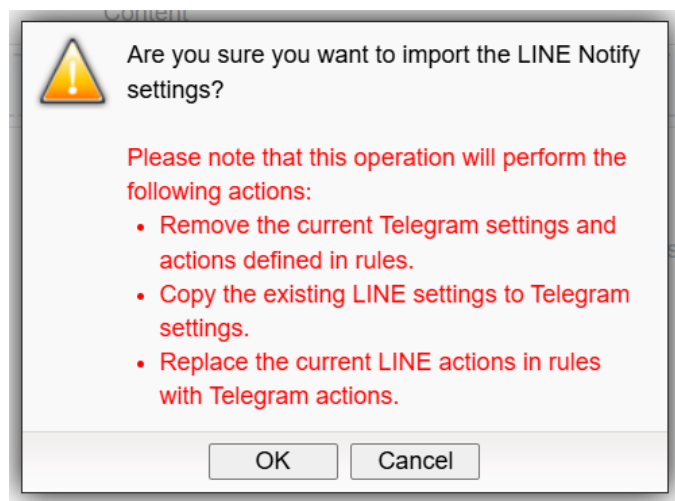 Content
Are you sure you want to import the LINE Notify
settings?
Please note that this operation will perform the
following actions:
• Remove the current Telegram settings and
actions defined in rules.
• Copy the existing LINE settings to Telegram
settings.
• Replace the current LINE actions in rules
with Telegram actions.
OK Cancel